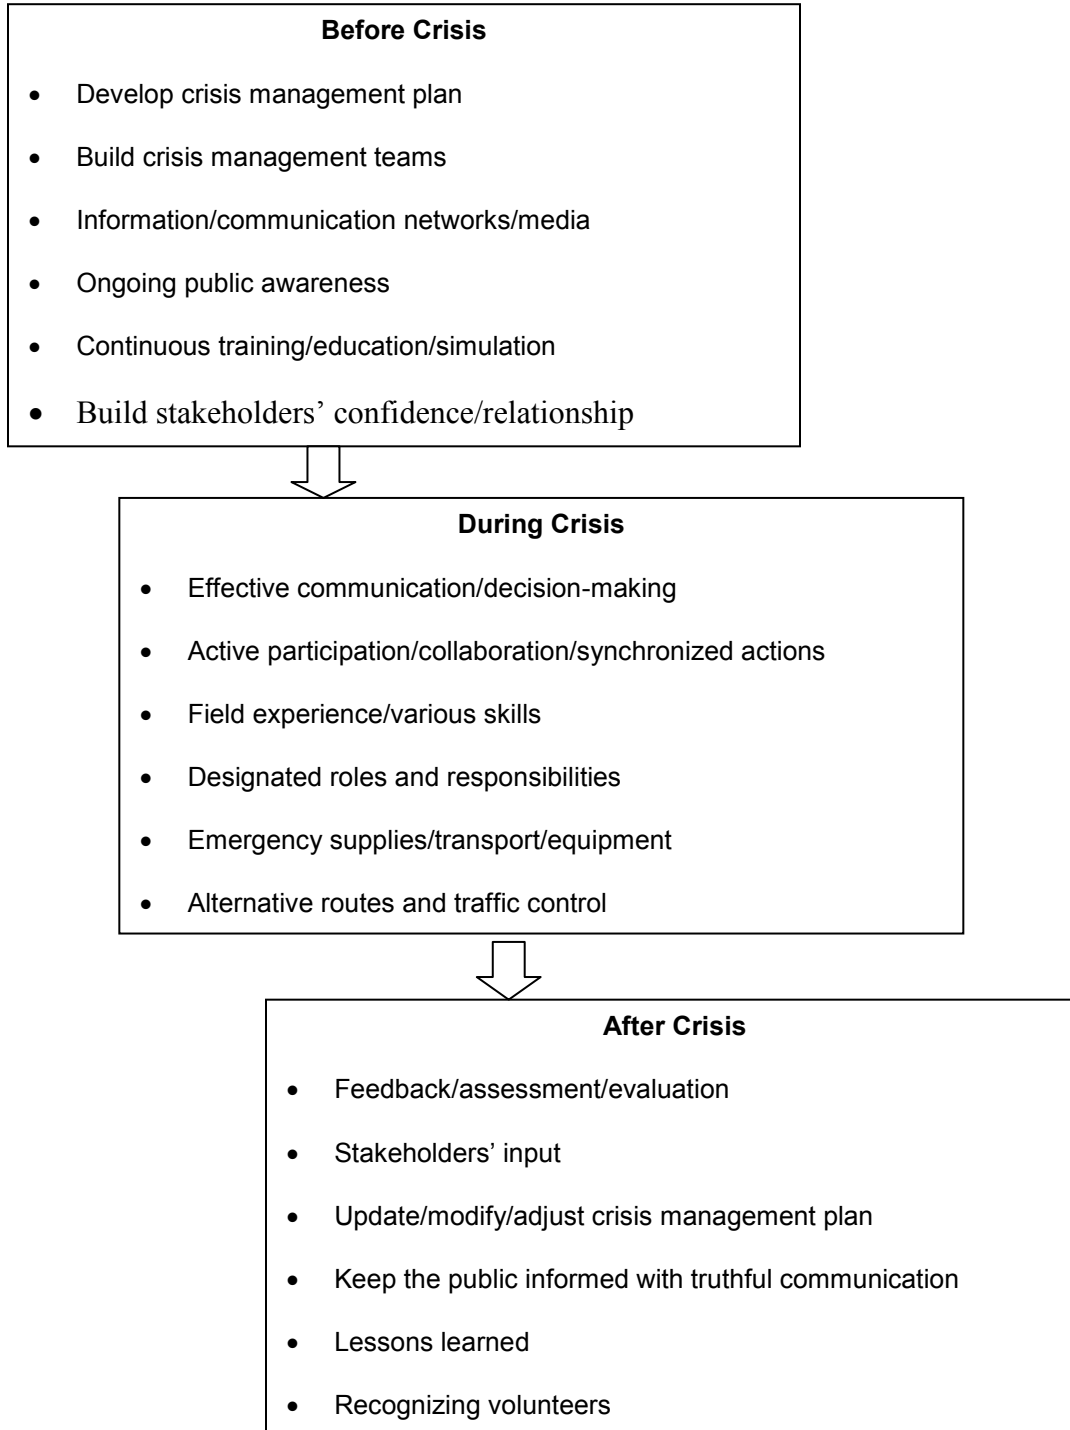 Before Crisis
• Develop crisis management plan
• Build crisis management teams
• Information/communication networks/media
• Ongoing public awareness
• Continuous training/education/simulation
• Build stakeholders’ confidence/relationship
During Crisis
• Effective communication/decision-making
• Active participation/collaboration/synchronized actions
• Field experience/various skills
• Designated roles and responsibilities
• Emergency supplies/transport/equipment
• Alternative routes and traffic control
After Crisis
• Feedback/assessment/evaluation
• Stakeholders’ input
• Update/modify/adjust crisis management plan
• Keep the public informed with truthful communication
• Lessons learned
• Recognizing volunteers